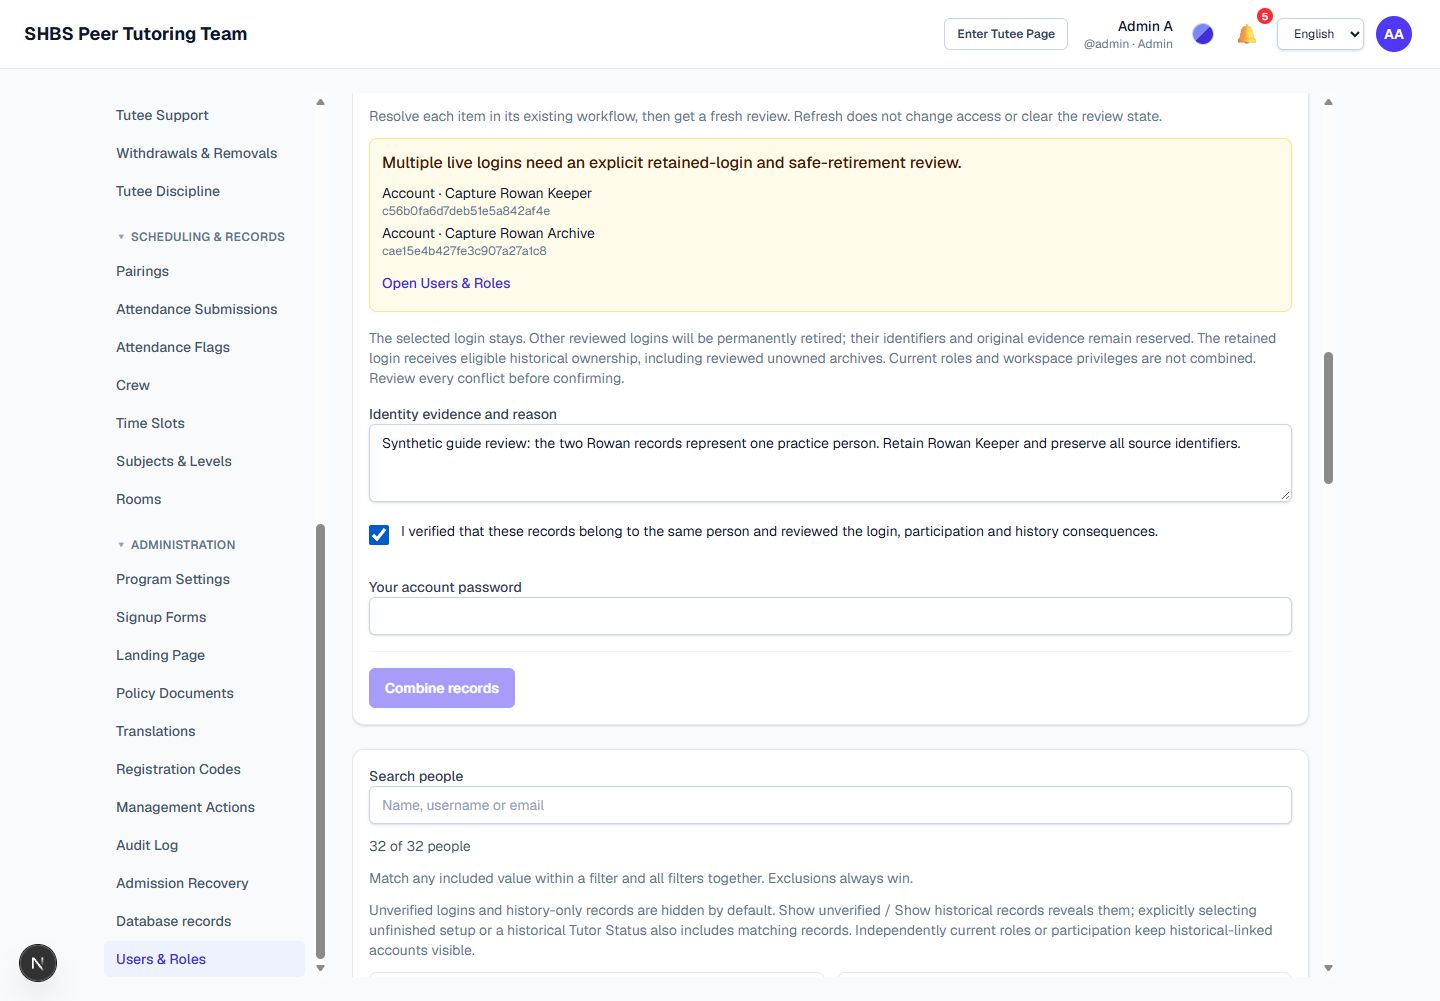 SHBS Peer Tutoring Team
Enter Tutee Page
Admin A
@admin · Admin
5
English
AA
Tutee Support
Withdrawals & Removals
Tutee Discipline
SCHEDULING & RECORDS
Pairings
Attendance Submissions
Attendance Flags
Crew
Time Slots
Subjects & Levels
Rooms
ADMINISTRATION
Program Settings
Signup Forms
Landing Page
Policy Documents
Translations
Registration Codes
Management Actions
Audit Log
Admission Recovery
Database records
Users & Roles
N
Resolve each item in its existing workflow, then get a fresh review. Refresh does not change access or clear the review state.
Multiple live logins need an explicit retained-login and safe-retirement review.
Account · Capture Rowan Keeper
c56b0fa6d7deb51e5a842af4e
Account · Capture Rowan Archive
cae15e4b427fe3c907a27a1c8
Open Users & Roles
The selected login stays. Other reviewed logins will be permanently retired; their identifiers and original evidence remain reserved. The retained
login receives eligible historical ownership, including reviewed unowned archives. Current roles and workspace privileges are not combined.
Review every conflict before confirming.
Identity evidence and reason
Synthetic guide review: the two Rowan records represent one practice person. Retain Rowan Keeper and preserve all source identifiers.
I verified that these records belong to the same person and reviewed the login, participation and history consequences.
Your account password
Combine records
Search people
Name, username or email
32 of 32 people
Match any included value within a filter and all filters together. Exclusions always win.
Unverified logins and history-only records are hidden by default. Show unverified / Show historical records reveals them; explicitly selecting
unfinished setup or a historical Tutor Status also includes matching records. Independently current roles or participation keep historical-linked
accounts visible.